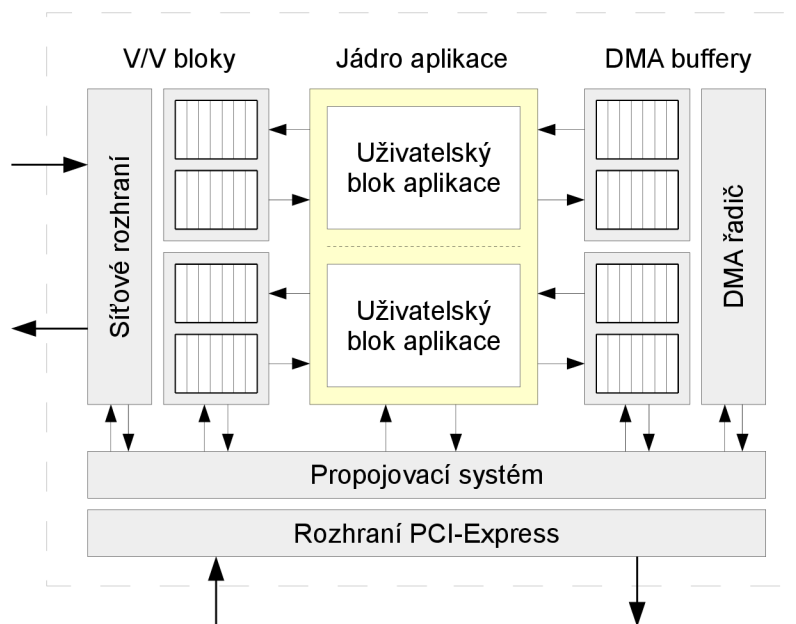 V/V bloky
Jádro aplikace
DMA buffery
Síťové rozhraní
Uživatelský
blok aplikace
Uživatelský
blok aplikace
DMA řadič
Propojovací systém
Rozhraní PCI-Express